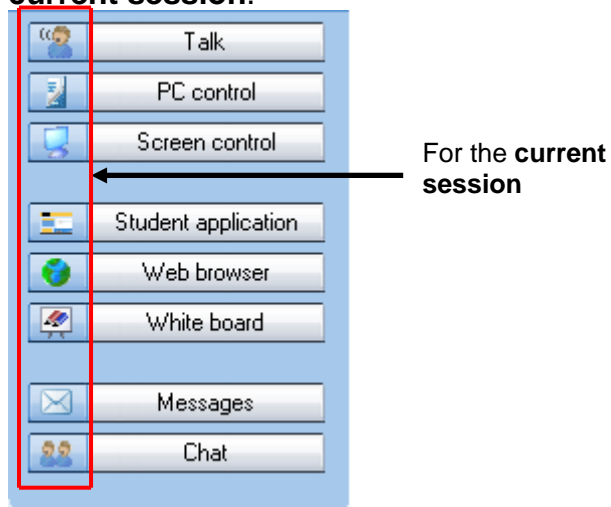 current session.
Talk
PC control
Screen control
For the current
session
Student application
Web browser
White board
Messages
Chat